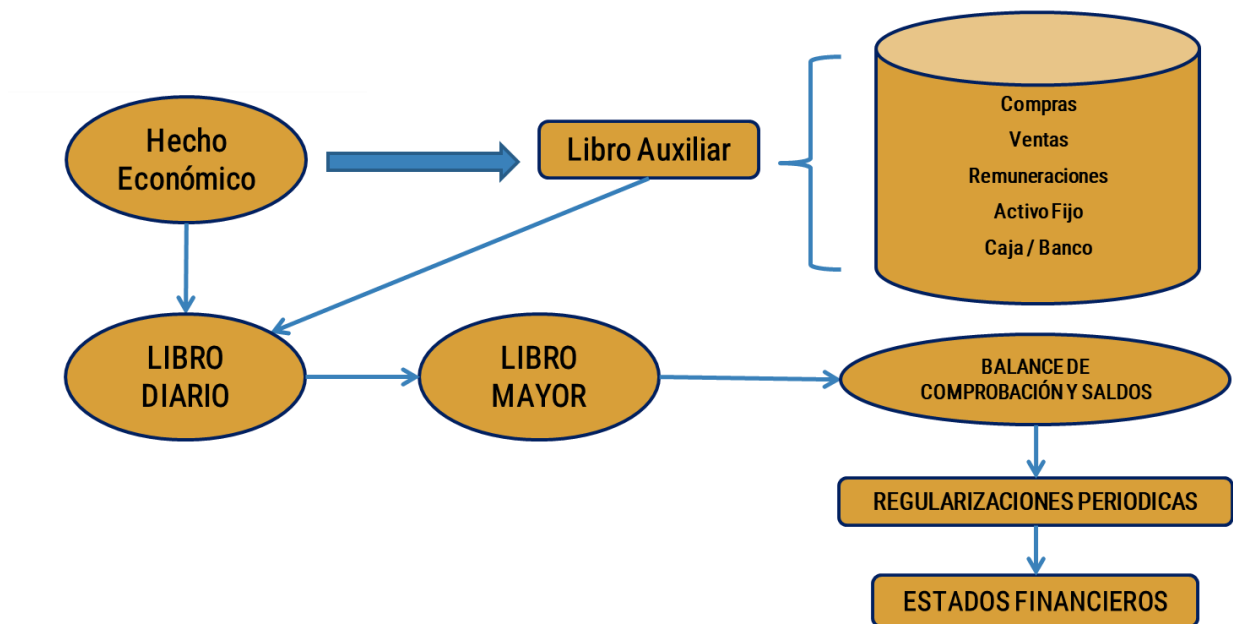 Hecho
Económico
Libro Auxiliar
Compras
Ventas
Remuneraciones
Activo Fijo
Caja / Banco
LIBRO
DIARIO
LIBRO
MAYOR
BALANCE DE
COMPROBACIÓN Y SALDOS
REGULARIZACIONES PERIODICAS
ESTADOS FINANCIEROS